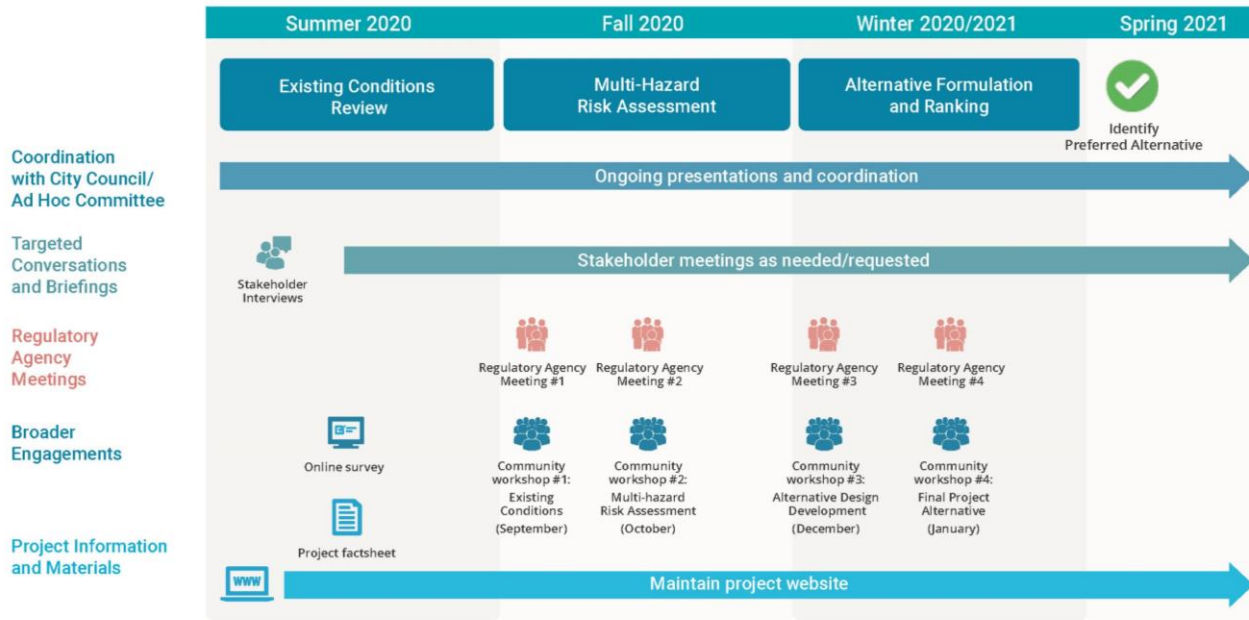 Summer 2020
Fall 2020
Winter 2020/2021
Spring 2021
Existing Conditions
Review
Multi-Hazard
Risk Assessment
Alternative Formulation
and Ranking
Identify
Preferred Alternative
Coordination
with City Council/
Ad Hoc Committee
Ongoing presentations and coordination
Targeted
Conversations
and Briefings
Stakeholder
Interviews
Stakeholder meetings as needed/requested
Regulatory
Agency
Meetings
Regulatory Agency
Meeting #1
Regulatory Agency
Meeting #2
Regulatory Agency
Meeting #3
Regulatory Agency
Meeting #4
Broader
Engagements
Online survey
Community
workshop #1:
Existing
Conditions
(September)
Community
workshop #2:
Multi-hazard
Risk Assessment
(October)
Community
workshop #3:
Alternative Design
Development
(December)
Community
workshop #4:
Final Project
Alternative
(January)
Project Information
and Materials
Project factsheet
www
Maintain project website